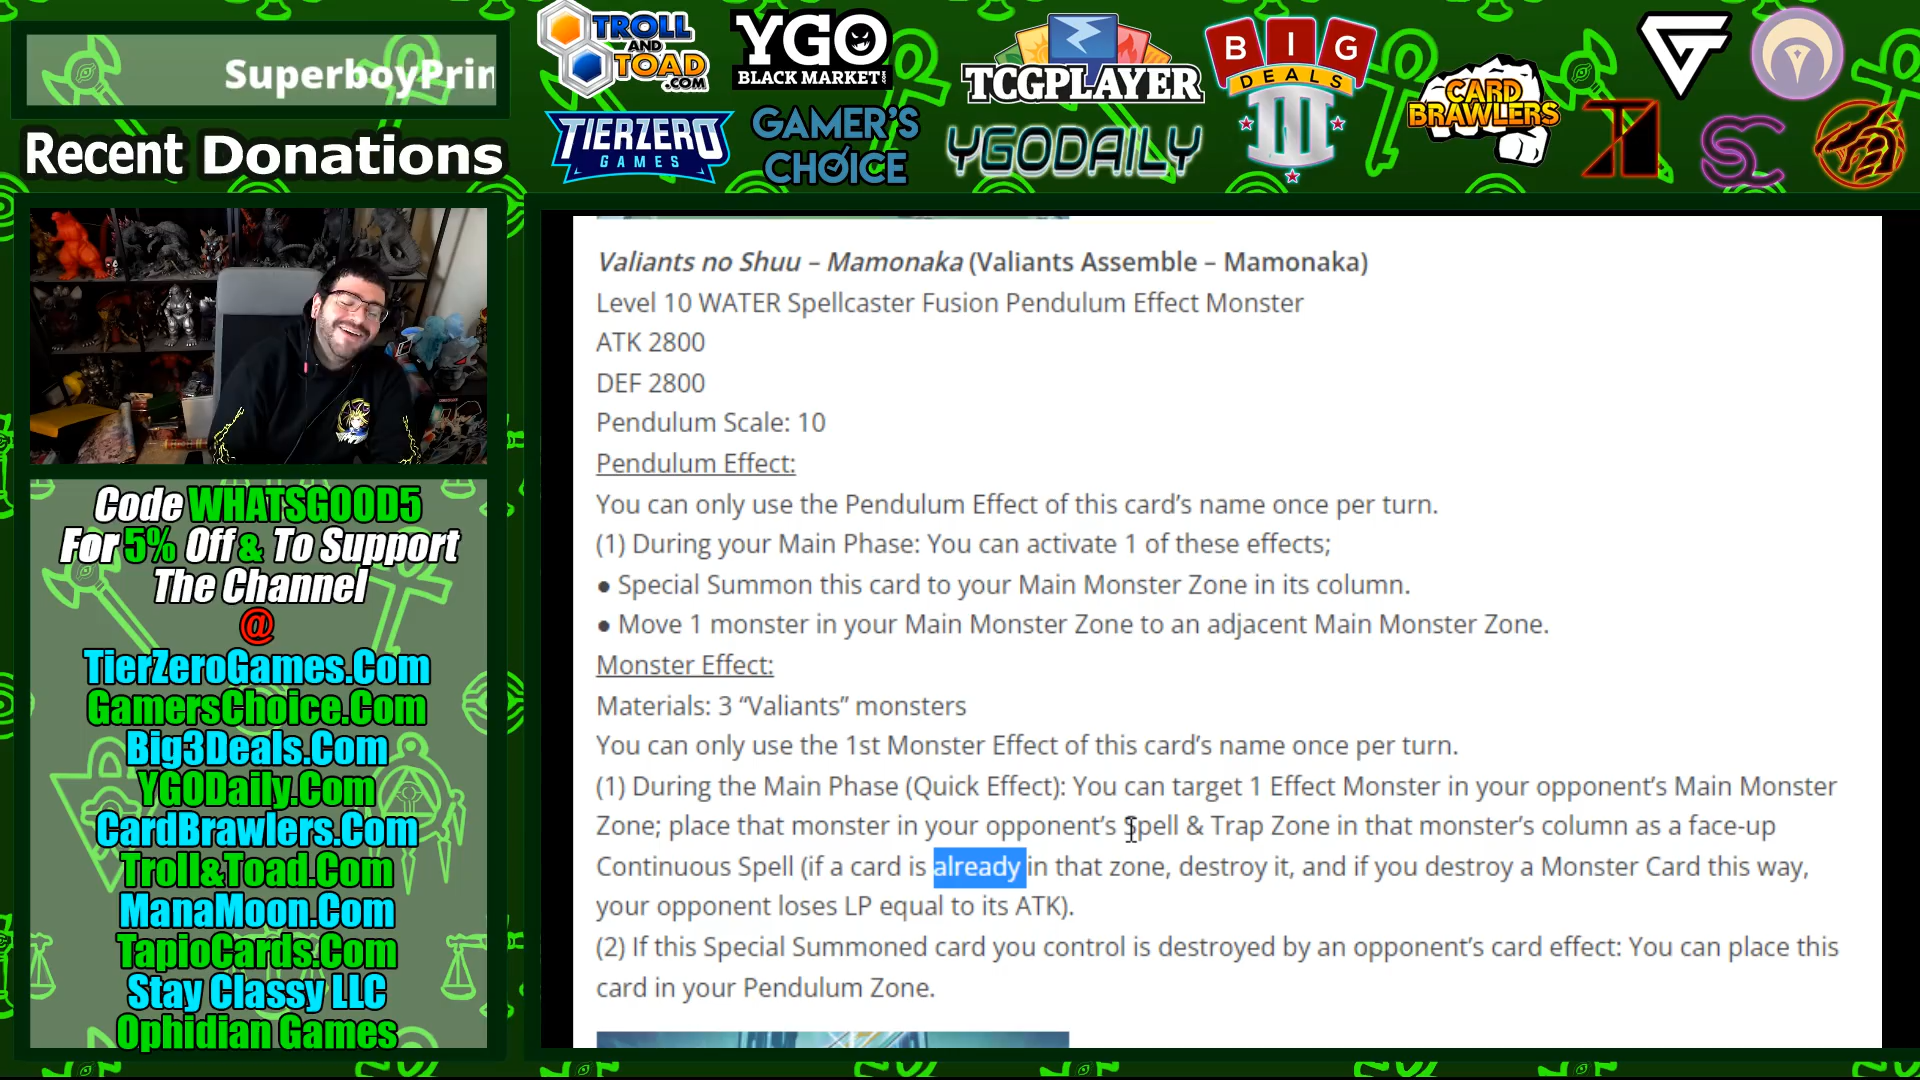 SuperboyPrin
Recent Donations
TROLL
AND
TOAD
.COM
YGO
BLACK MARKET.COM
TCGPLAYER
BIG
DEALS
III
CARD
BRAWLERS
TIERZERO
GAMES
GAMER'S
CHOICE
YGODAILY
SC
Code WHATSGOOD5
For 5% Off & To Support
The Channel
@
TierZeroGames.Com
GamersChoice.Com
Big3Deals.Com
YGODaily.Com
CardBrawlers.Com
Troll&Toad.Com
ManaMoon.Com
TapioCards.Com
Stay Classy LLC
Ophidian Games
Valiants no Shuu – Mamonaka (Valiants Assemble – Mamonaka)
Level 10 WATER Spellcaster Fusion Pendulum Effect Monster
ATK 2800
DEF 2800
Pendulum Scale: 10
Pendulum Effect:
You can only use the Pendulum Effect of this card’s name once per turn.
(1) During your Main Phase: You can activate 1 of these effects;
● Special Summon this card to your Main Monster Zone in its column.
● Move 1 monster in your Main Monster Zone to an adjacent Main Monster Zone.
Monster Effect:
Materials: 3 “Valiants” monsters
You can only use the 1st Monster Effect of this card’s name once per turn.
(1) During the Main Phase (Quick Effect): You can target 1 Effect Monster in your opponent’s Main Monster
Zone; place that monster in your opponent’s Spell & Trap Zone in that monster’s column as a face-up
Continuous Spell (if a card is already in that zone, destroy it, and if you destroy a Monster Card this way,
your opponent loses LP equal to its ATK).
(2) If this Special Summoned card you control is destroyed by an opponent’s card effect: You can place this
card in your Pendulum Zone.